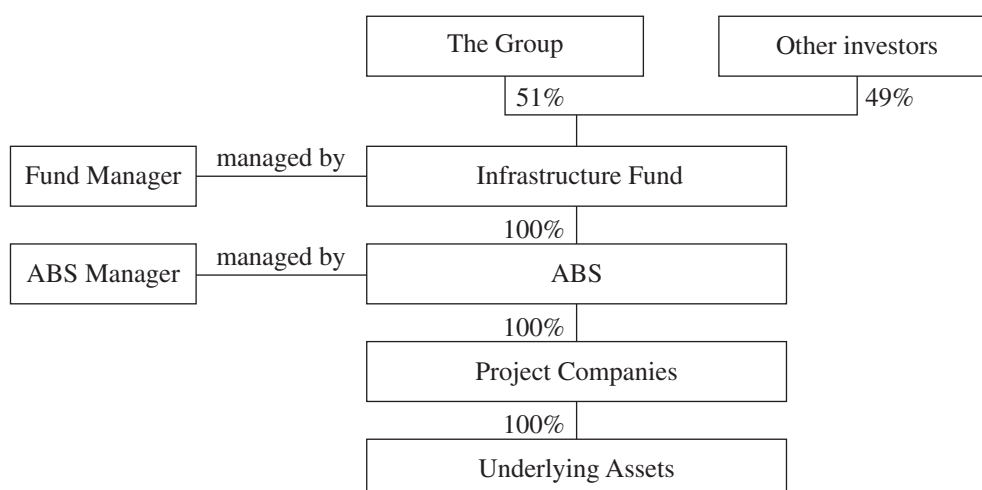 The Group
Other investors
51%
49%
Fund Manager
managed by
Infrastructure Fund
100%
ABS Manager
managed by
ABS
100%
Project Companies
100%
Underlying Assets